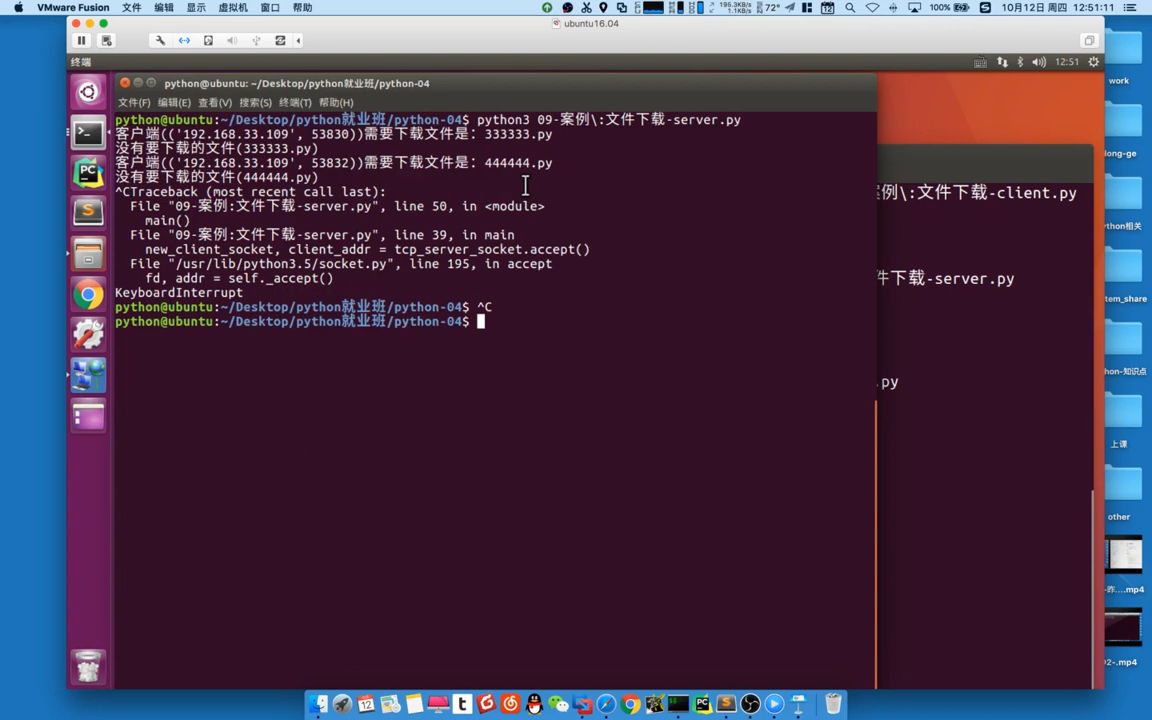 VMware Fusion 文件 编辑 显示 虚拟机 窗口 帮助 195.3KB/s 1.1KB/s 72° 100% 10月12日 周四 12:51:11
ubuntu16.04
终端 12:51
python@ubuntu: ~/Desktop/python就业班/python-04
文件(F) 编辑(E) 查看(V) 搜索(S) 终端(T) 帮助(H)
python@ubuntu:~/Desktop/python就业班/python-04$ python3 09-案例\:文件下载-server.py
客户端(('192.168.33.109', 53830))需要下载文件是：333333.py
没有要下载的文件(333333.py)
客户端(('192.168.33.109', 53832))需要下载文件是：444444.py
没有要下载的文件(444444.py)
^CTraceback (most recent call last):
File "09-案例:文件下载-server.py", line 50, in <module>
main()
File "09-案例:文件下载-server.py", line 39, in main
new_client_socket, client_addr = tcp_server_socket.accept()
File "/usr/lib/python3.5/socket.py", line 195, in accept
fd, addr = self._accept()
KeyboardInterrupt
python@ubuntu:~/Desktop/python就业班/python-04$ ^C
python@ubuntu:~/Desktop/python就业班/python-04$
例\:文件下载-client.py
件下载-server.py
.py
work
long-ge
thon相关
tem_share
hon-知识点
上课
other
....mp4
02-.mp4